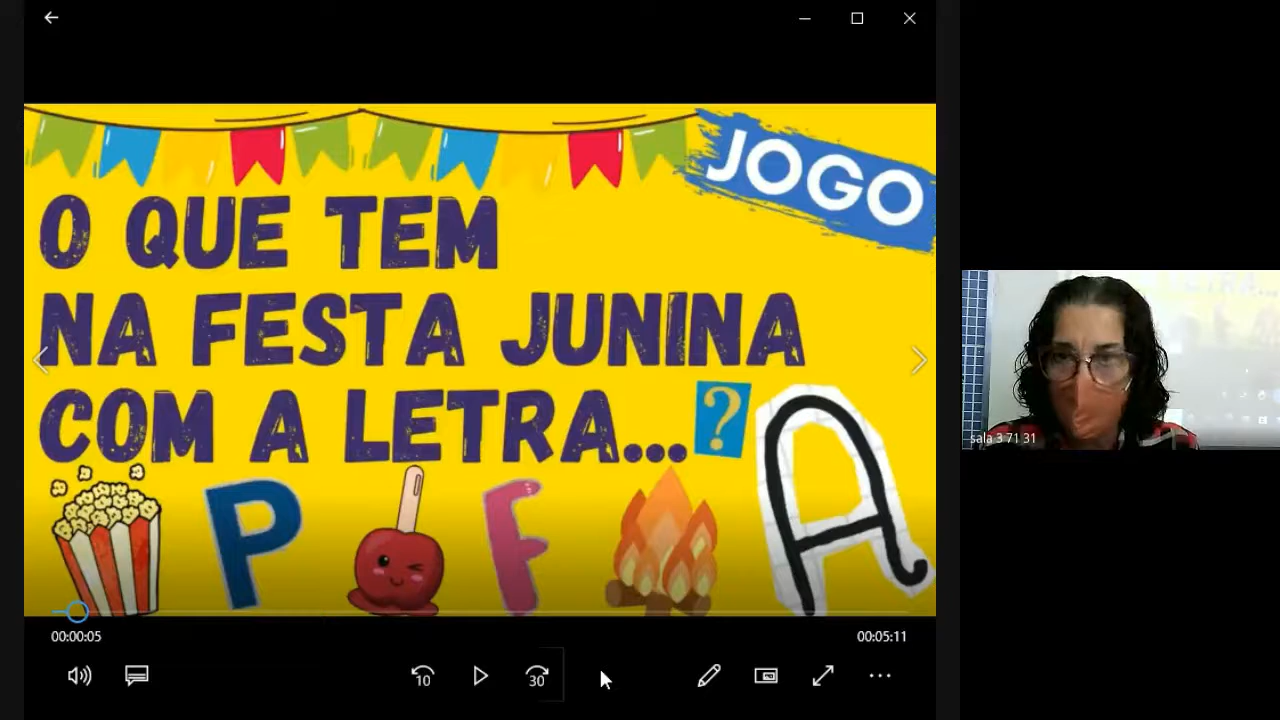 JOGO
O QUE TEM
NA FESTA JUNINA
COM A LETRA...?
P
F
A
00:00:05
00:05:11
10
30
sala 3 71 31